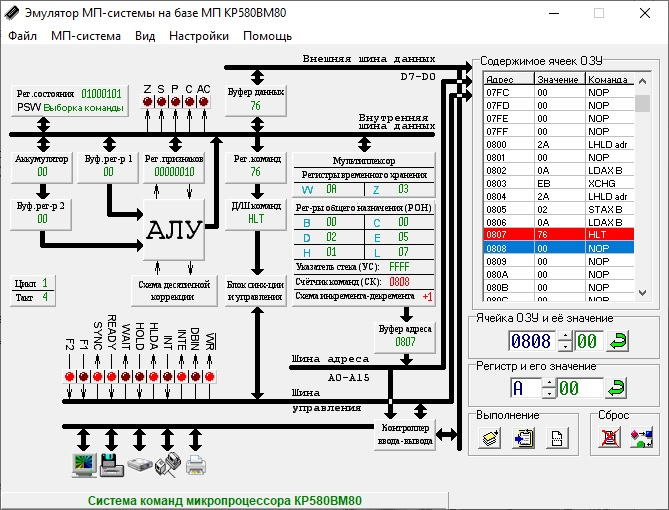 Эмулятор МП-системы на базе МП КР580ВМ80
Файл МП-система Вид Настройки Помощь
Рег.состояния 01000101
PSW Выборка команды
Z S P C AC
Внешняя шина данных
D7-D0
Буфер данных
76
Внутренняя
шина данных
Аккумулятор
00
Буф.рег-р 1
00
Рег.признаков
00000010
Рег.команд
76
Буф.рег-р 2
00
АЛУ
Д/Ш команд
HLT
Схема десятичной
коррекции
Блок синх-ции
и управления
Цикл 1
Такт 4
Мультиплексор
Регистры временного хранения
W 0A Z 03
Рег-ры общего назначения (РОН)
B 00 C 00
D 02 E 05
H 01 L 07
Указатель стека (УС): FFFF
Счётчик команд (СК): 0808
Схема инкремента-декремента +1
Буфер адреса
0807
Шина адреса
A0-A15
Шина
управления
F2 F1 SYNC READY WAIT HOLD HLDA INT INTE DBIN WR
Контроллер
ввода-вывода
Система команд микропроцессора КР580ВМ80
Содержимое ячеек ОЗУ
Адрес Значение Команда
07FC 00 NOP
07FD 00 NOP
07FE 00 NOP
07FF 00 NOP
0800 2A LHLD adr
0801 0A LDAX B
0802 00 NOP
0803 EB XCHG
0804 2A LHLD adr
0805 02 STAX B
0806 0A LDAX B
0807 76 HLT
0808 00 NOP
0809 00 NOP
080A 00 NOP
080B 00 NOP
080C 00 NOP
Ячейка ОЗУ и её значение
0808 00
Регистр и его значение
A 00
Выполнение
Сброс